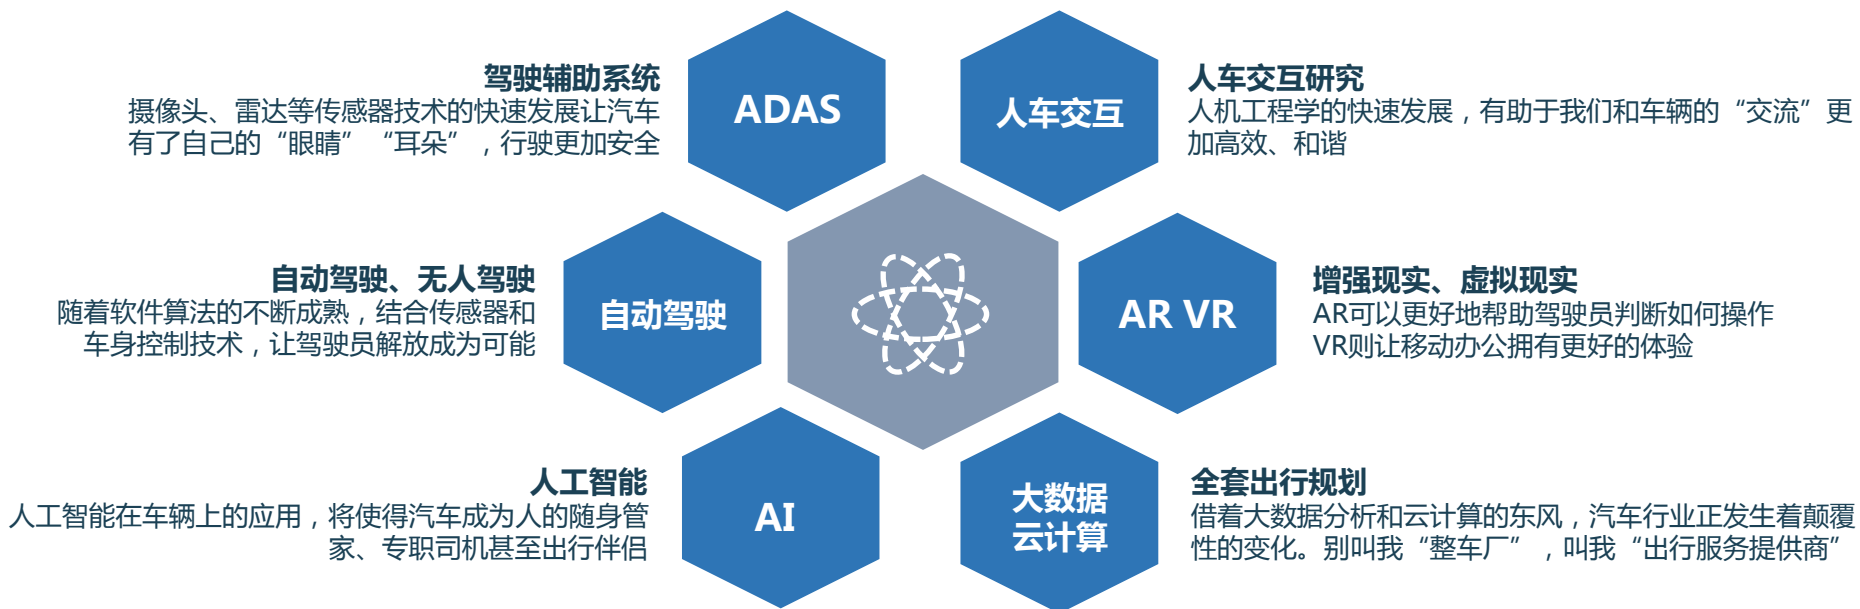 驾驶辅助系统
摄像头、雷达等传感器技术的快速发展让汽车
有了自己的“眼睛”“耳朵”，行驶更加安全
ADAS
人车交互
人车交互研究
人机工程学的快速发展，有助于我们和车辆的“交流”更
加高效、和谐
自动驾驶、无人驾驶
随着软件算法的不断成熟，结合传感器和
车身控制技术，让驾驶员解放成为可能
自动驾驶
AR VR
增强现实、虚拟现实
AR可以更好地帮助驾驶员判断如何操作
VR则让移动办公拥有更好的体验
人工智能
人工智能在车辆上的应用，将使得汽车成为人的随身管
家、专职司机甚至出行伴侣
AI
大数据
云计算
全套出行规划
借着大数据分析和云计算的东风，汽车行业正发生着颠覆
性的变化。别叫我“整车厂”，叫我“出行服务提供商”